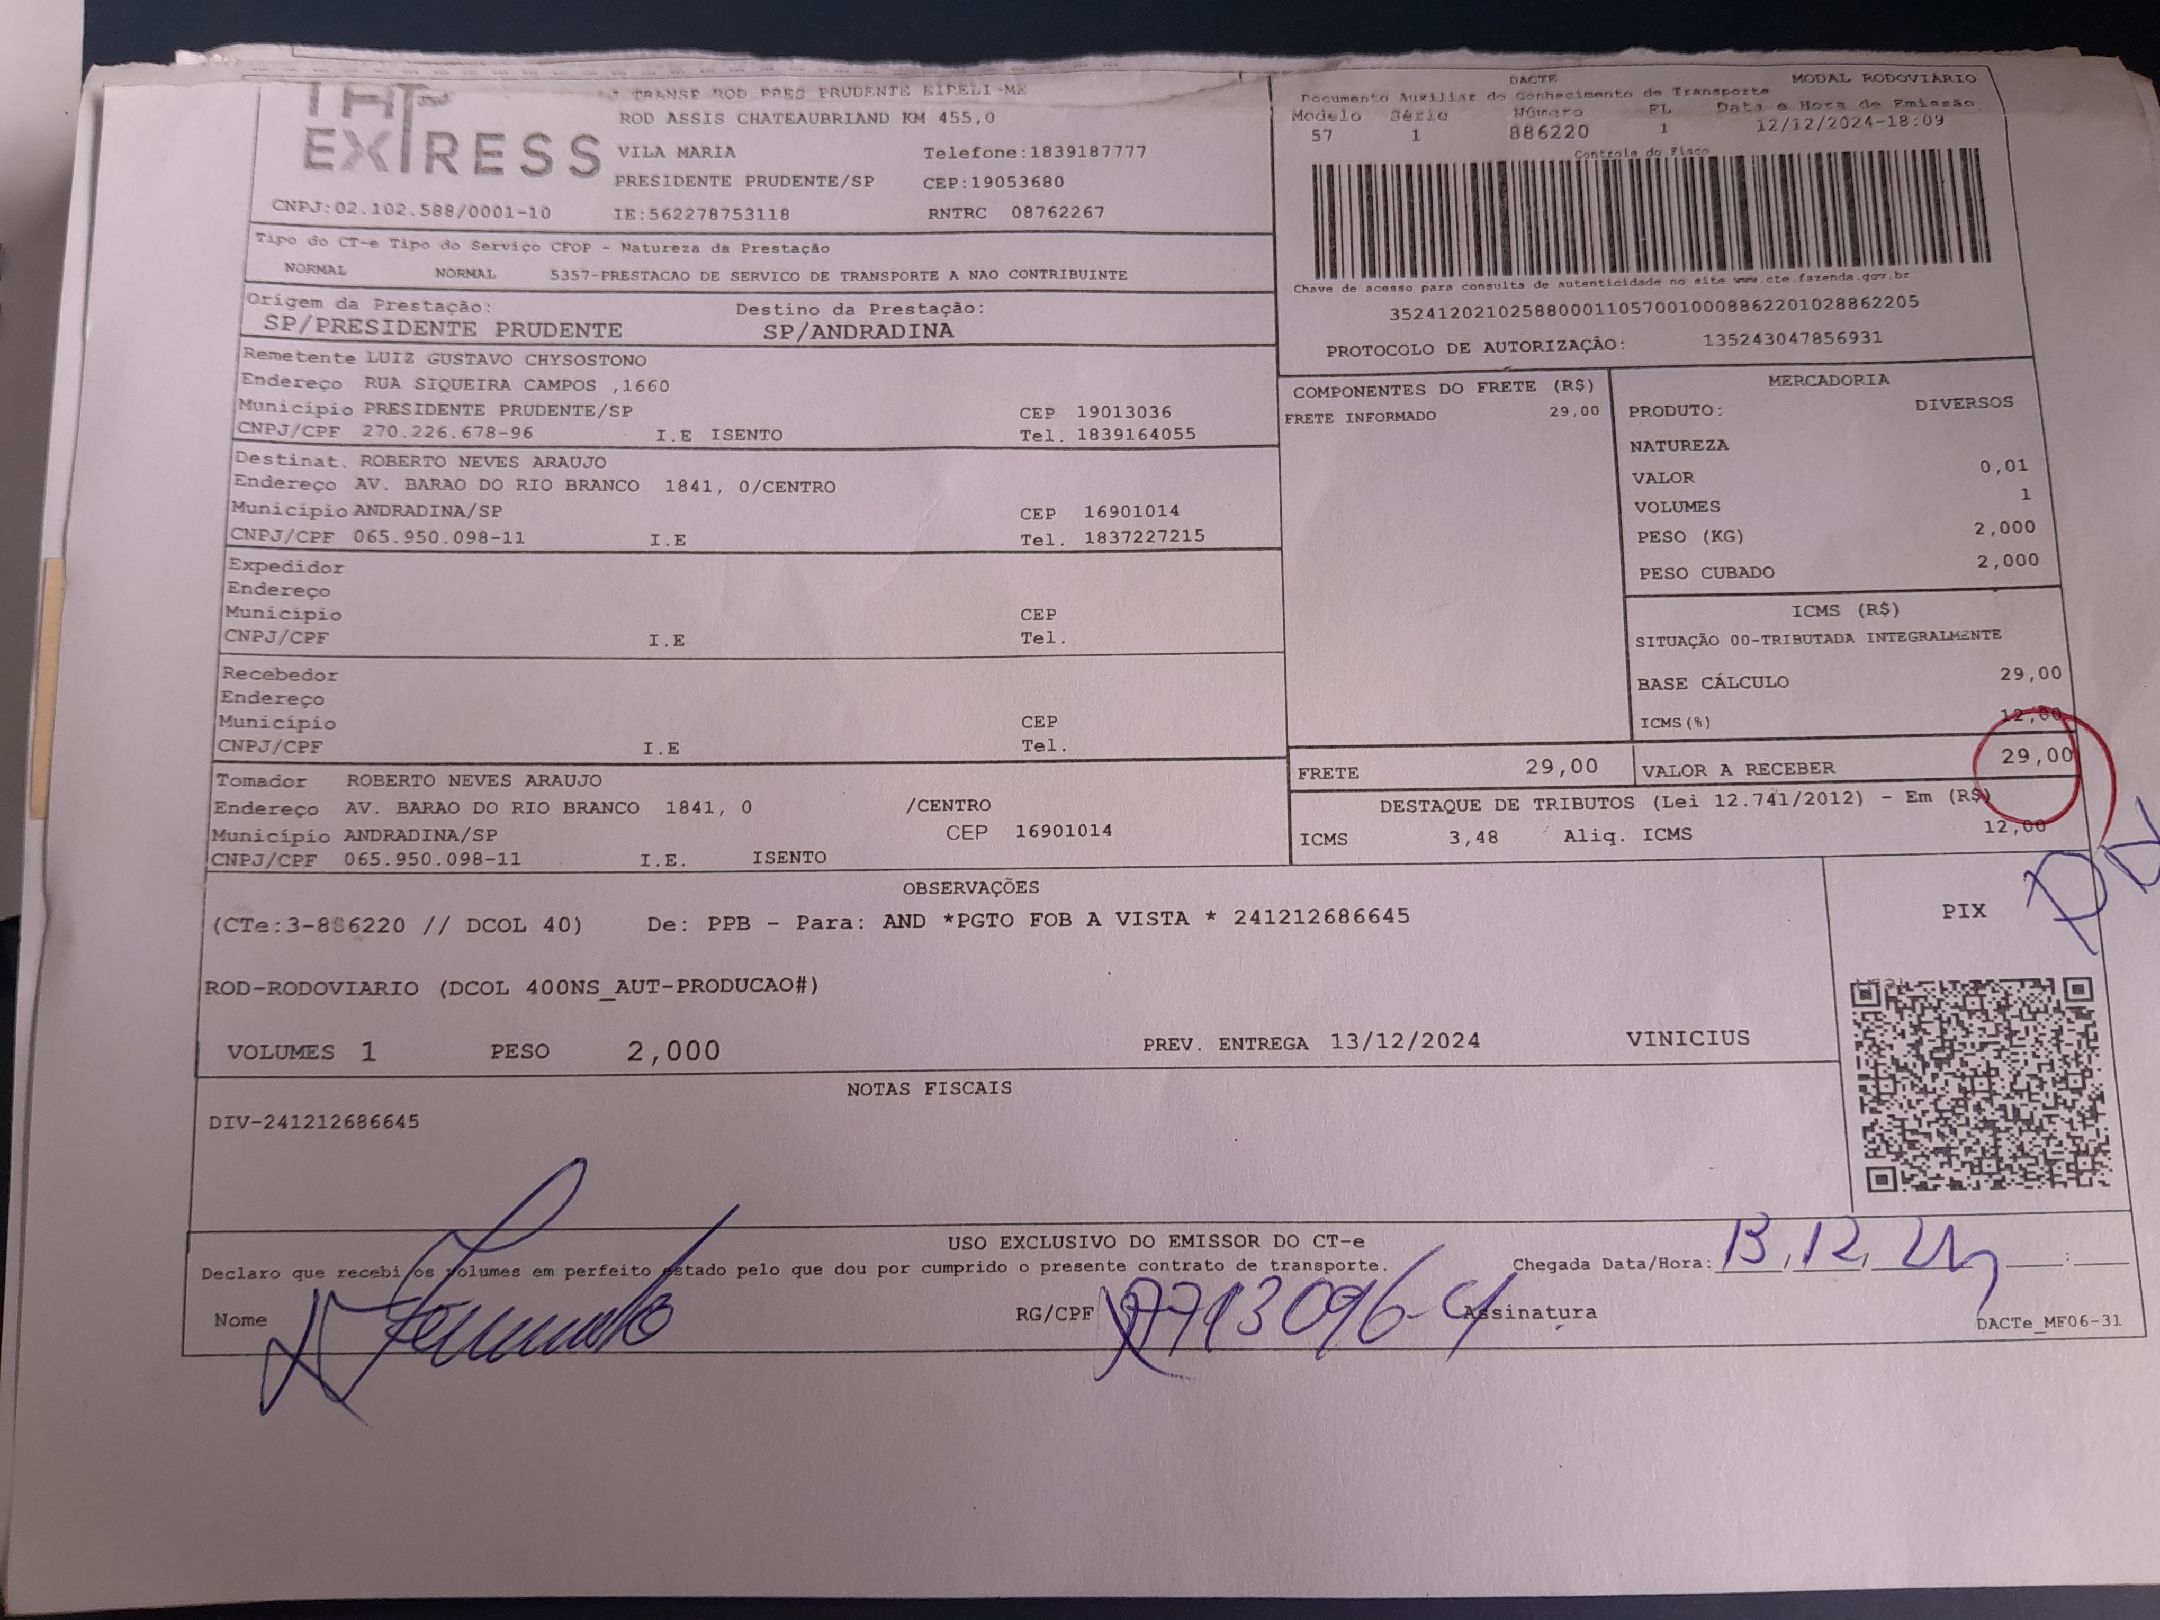 EXTRESS
TRANSP ROD PRES PRUDENTE EIRELI-ME
ROD ASSIS CHATEAUBRIAND KM 455,0
VILA MARIA Telefone:1839187777
PRESIDENTE PRUDENTE/SP CEP:19053680
CNPJ:02.102.588/0001-10 IE:562278753118 RNTRC 08762267
DACTE MODAL RODOVIÁRIO
Documento Auxiliar do Conhecimento de Transporte
Modelo Série Número FL Data e Hora de Emissão
57 1 886220 1 12/12/2024-18:09
Controle do Fisco
Chave de acesso para consulta de autenticidade no site www.cte.fazenda.gov.br
35241202102588000110570010008862201028862205
PROTOCOLO DE AUTORIZAÇÃO: 135243047856931
Tipo do CT-e Tipo do Serviço CFOP - Natureza da Prestação
NORMAL NORMAL 5357-PRESTACAO DE SERVICO DE TRANSPORTE A NAO CONTRIBUINTE
Origem da Prestação: Destino da Prestação:
SP/PRESIDENTE PRUDENTE SP/ANDRADINA
Remetente LUIZ GUSTAVO CHYSOSTONO
Endereço RUA SIQUEIRA CAMPOS ,1660
Município PRESIDENTE PRUDENTE/SP CEP 19013036
CNPJ/CPF 270.226.678-96 I.E ISENTO Tel. 1839164055
Destinat. ROBERTO NEVES ARAUJO
Endereço AV. BARAO DO RIO BRANCO 1841, 0/CENTRO
Município ANDRADINA/SP CEP 16901014
CNPJ/CPF 065.950.098-11 I.E Tel. 1837227215
Expedidor
Endereço
Município CEP
CNPJ/CPF I.E Tel.
Recebedor
Endereço
Município CEP
CNPJ/CPF I.E Tel.
Tomador ROBERTO NEVES ARAUJO
Endereço AV. BARAO DO RIO BRANCO 1841, 0 /CENTRO
Município ANDRADINA/SP CEP 16901014
CNPJ/CPF 065.950.098-11 I.E. ISENTO
COMPONENTES DO FRETE (R$)
FRETE INFORMADO 29,00
MERCADORIA
PRODUTO: DIVERSOS
NATUREZA
VALOR 0,01
VOLUMES 1
PESO (KG) 2,000
PESO CUBADO 2,000
ICMS (R$)
SITUAÇÃO 00-TRIBUTADA INTEGRALMENTE
BASE CÁLCULO 29,00
ICMS(%) 12,00
FRETE 29,00 VALOR A RECEBER 29,00
DESTAQUE DE TRIBUTOS (Lei 12.741/2012) - Em (R$)
ICMS 3,48 Aliq. ICMS 12,00
OBSERVAÇÕES
(CTe:3-886220 // DCOL 40) De: PPB - Para: AND *PGTO FOB A VISTA * 241212686645
ROD-RODOVIARIO (DCOL 400NS_AUT-PRODUCAO#)
VOLUMES 1 PESO 2,000 PREV. ENTREGA 13/12/2024 VINICIUS
PIX
NOTAS FISCAIS
DIV-241212686645
USO EXCLUSIVO DO EMISSOR DO CT-e
Declaro que recebi os volumes em perfeito estado pelo que dou por cumprido o presente contrato de transporte. Chegada Data/Hora: 13/12/24 :
Nome RG/CPF Assinatura
DACTe_MF06-31